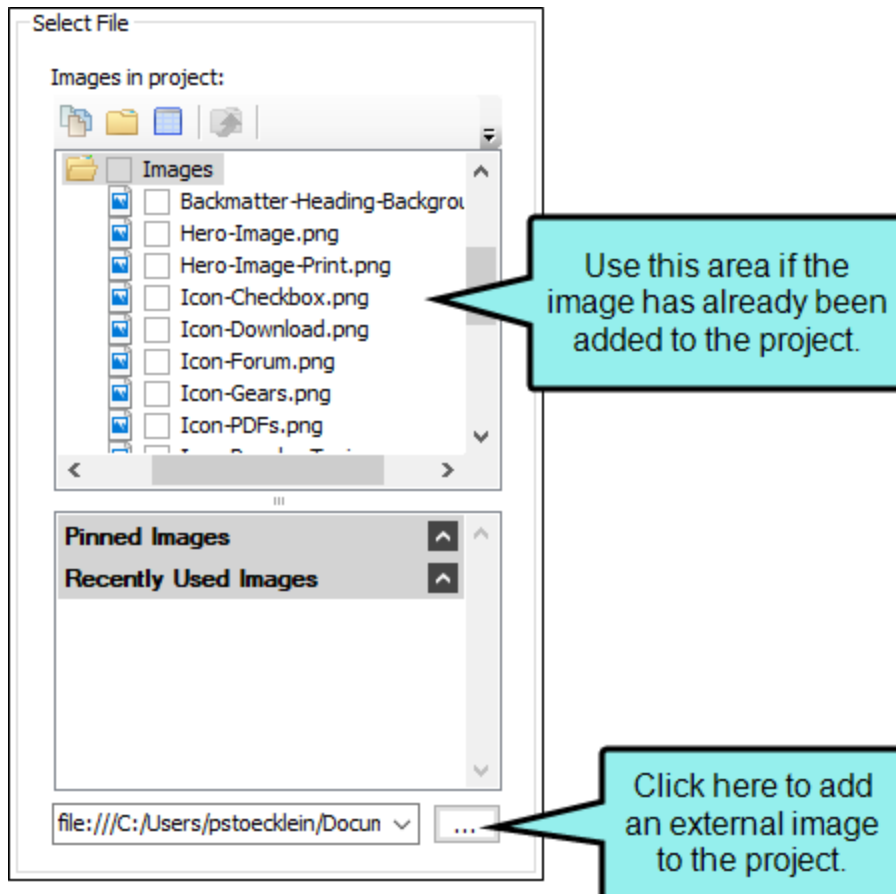 Select File
Images in project:
Images
Backmatter-Heading-Backgrou
Hero-Image.png
Hero-Image-Print.png
Icon-Checkbox.png
Icon-Download.png
Icon-Forum.png
Icon-Gears.png
Icon-PDFs.png
Use this area if the
image has already been
added to the project.
Pinned Images
Recently Used Images
file:///C:/Users/pstoecklein/Docun
...
Click here to add
an external image
to the project.